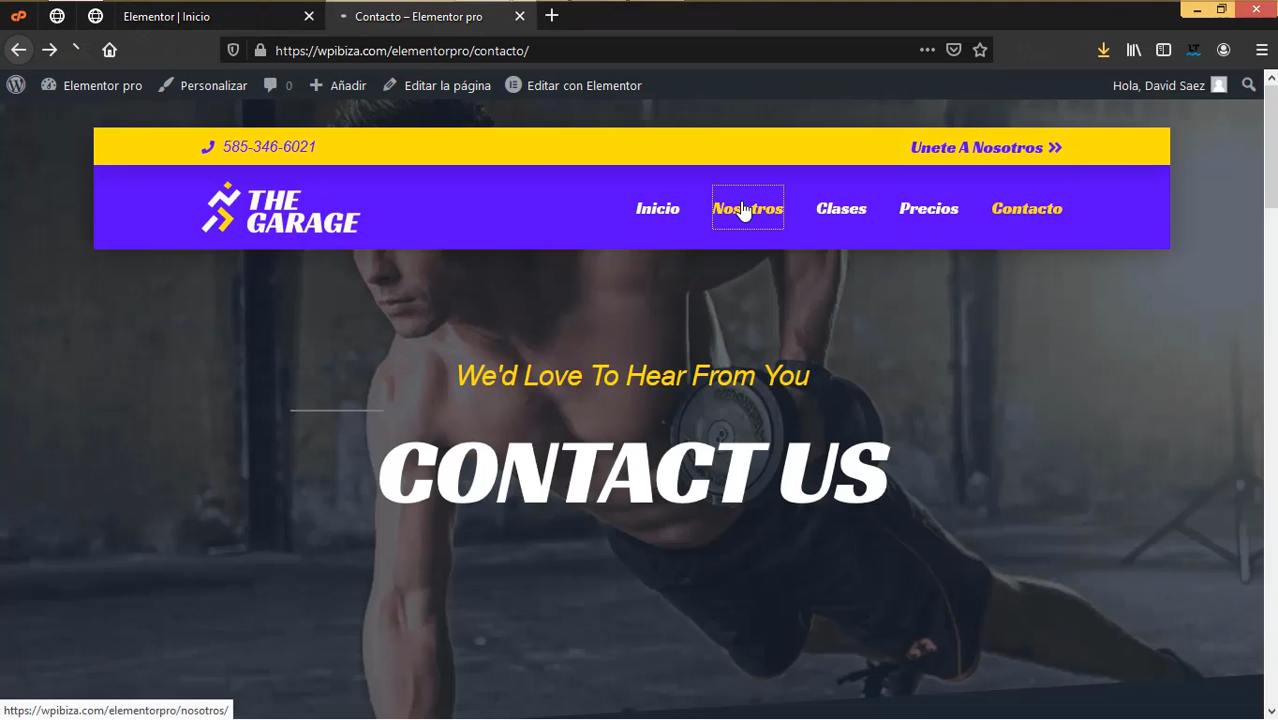 Elementor | Inicio
Contacto – Elementor pro
https://wpibiza.com/elementorpro/contacto/
Elementor pro
Personalizar
0
Añadir
Editar la página
Editar con Elementor
Hola, David Saez
585-346-6021
Unete A Nosotros
THE
GARAGE
Inicio
Nosotros
Clases
Precios
Contacto
We'd Love To Hear From You
CONTACT US
https://wpibiza.com/elementorpro/nosotros/